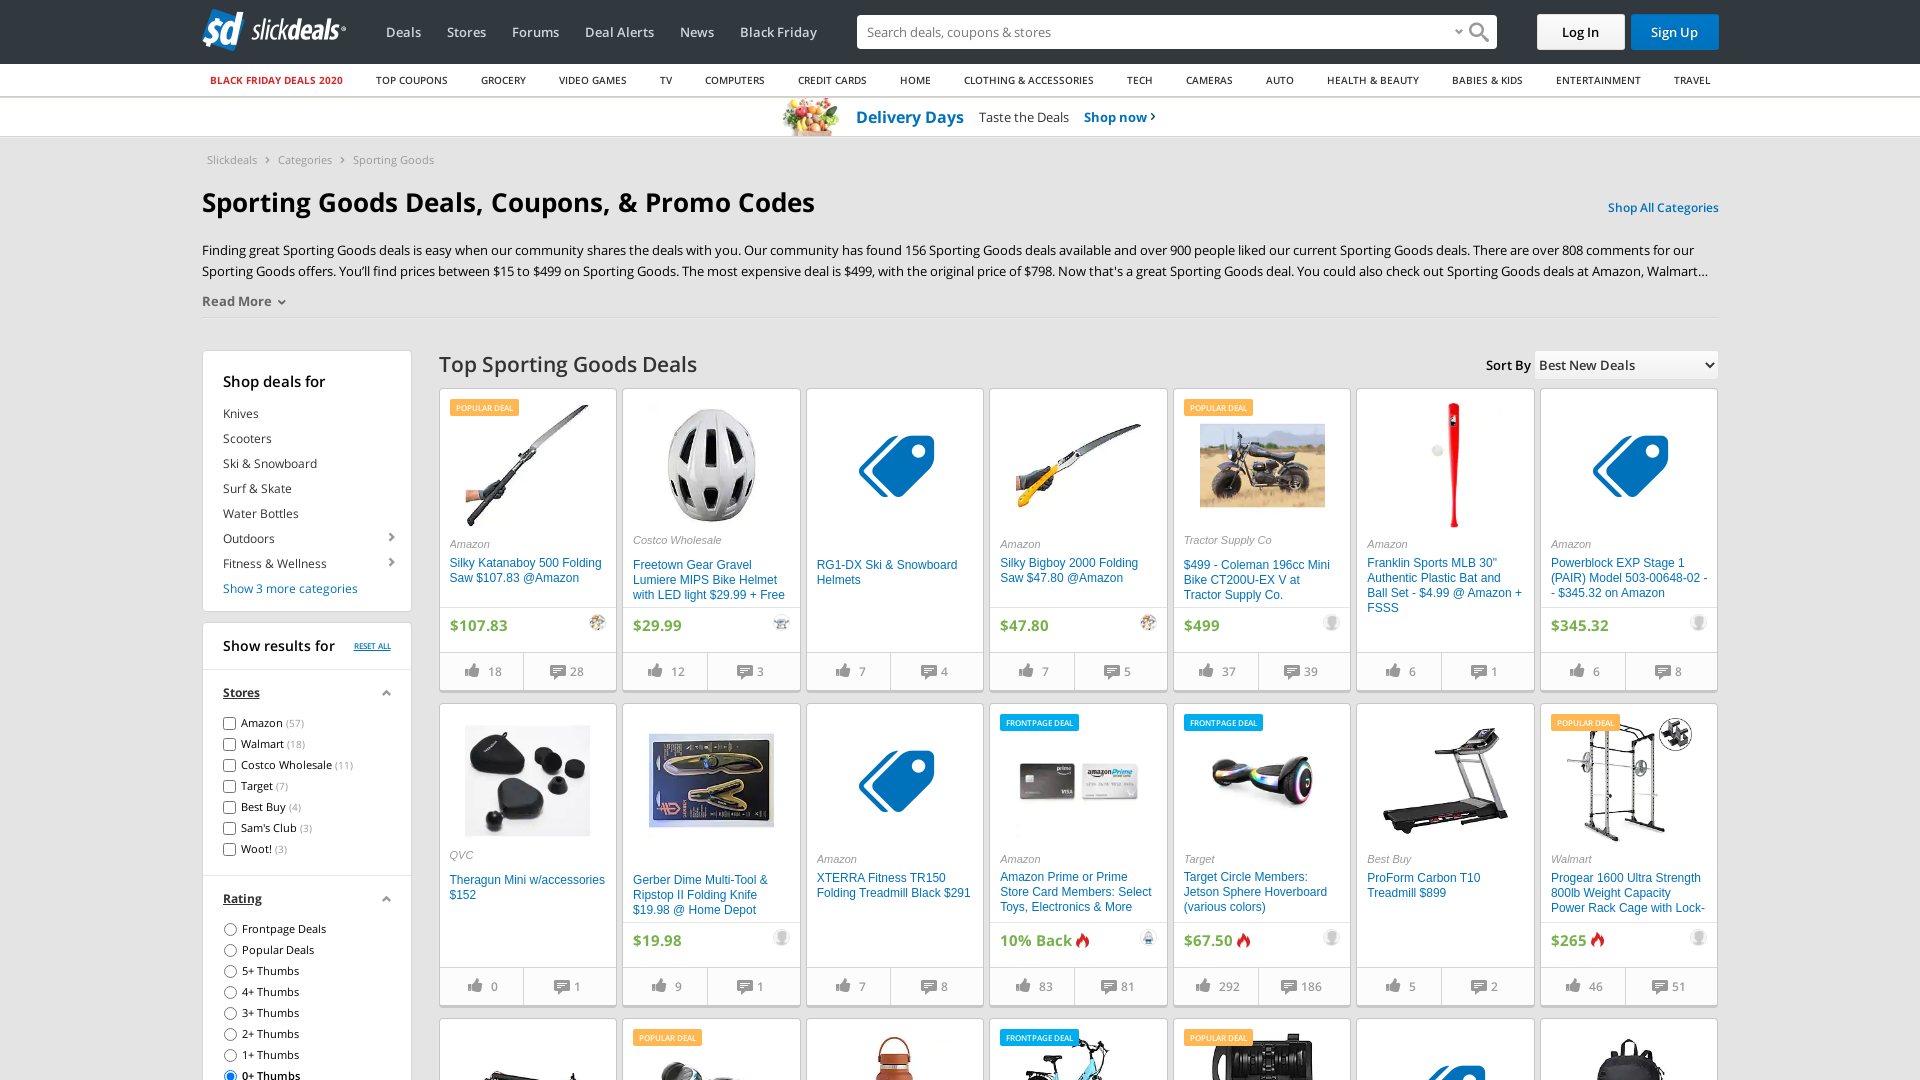 sd slickdeals
Deals
Stores
Forums
Deal Alerts
News
Black Friday
Search deals, coupons & stores
Log In
Sign Up
BLACK FRIDAY DEALS 2020
TOP COUPONS
GROCERY
VIDEO GAMES
TV
COMPUTERS
CREDIT CARDS
HOME
CLOTHING & ACCESSORIES
TECH
CAMERAS
AUTO
HEALTH & BEAUTY
BABIES & KIDS
ENTERTAINMENT
TRAVEL
Delivery Days Taste the Deals Shop now
Slickdeals
Categories
Sporting Goods
Sporting Goods Deals, Coupons, & Promo Codes
Shop All Categories
Finding great Sporting Goods deals is easy when our community shares the deals with you. Our community has found 156 Sporting Goods deals available and over 900 people liked our current Sporting Goods deals. There are over 808 comments for our
Sporting Goods offers. You'll find prices between $15 to $499 on Sporting Goods. The most expensive deal is $499, with the original price of $798. Now that's a great Sporting Goods deal. You could also check out Sporting Goods deals at Amazon, Walmart...
Read More
Shop deals for
Knives
Scooters
Ski & Snowboard
Surf & Skate
Water Bottles
Outdoors
Fitness & Wellness
Show 3 more categories
Show results for
RESET ALL
Stores
Amazon (57)
Walmart (18)
Costco Wholesale (11)
Target (7)
Best Buy (4)
Sam's Club (3)
Woot! (3)
Rating
Frontpage Deals
Popular Deals
5+ Thumbs
4+ Thumbs
3+ Thumbs
2+ Thumbs
1+ Thumbs
0+ Thumbs
Top Sporting Goods Deals
Sort By
Best New Deals
POPULAR DEAL
Amazon
Silky Katanaboy 500 Folding
Saw $107.83 @Amazon
$107.83
18
28
Costco Wholesale
Freetown Gear Gravel
Lumiere MIPS Bike Helmet
with LED light $29.99 + Free
$29.99
12
3
RG1-DX Ski & Snowboard
Helmets
7
4
Amazon
Silky Bigboy 2000 Folding
Saw $47.80 @Amazon
$47.80
7
5
POPULAR DEAL
Tractor Supply Co
$499 - Coleman 196cc Mini
Bike CT200U-EX V at
Tractor Supply Co.
$499
37
39
Amazon
Franklin Sports MLB 30"
Authentic Plastic Bat and
Ball Set - $4.99 @ Amazon +
FSSS
6
1
Amazon
Powerblock EXP Stage 1
(PAIR) Model 503-00648-02 -
- $345.32 on Amazon
$345.32
6
8
QVC
Theragun Mini w/accessories
$152
0
1
Gerber Dime Multi-Tool &
Ripstop II Folding Knife
$19.98 @ Home Depot
$19.98
9
1
Amazon
XTERRA Fitness TR150
Folding Treadmill Black $291
7
8
FRONTPAGE DEAL
Amazon
Amazon Prime or Prime
Store Card Members: Select
Toys, Electronics & More
10% Back
83
81
FRONTPAGE DEAL
Target
Target Circle Members:
Jetson Sphere Hoverboard
(various colors)
$67.50
292
186
Best Buy
ProForm Carbon T10
Treadmill $899
5
2
POPULAR DEAL
Walmart
Progear 1600 Ultra Strength
800lb Weight Capacity
Power Rack Cage with Lock-
$265
46
51
POPULAR DEAL
FRONTPAGE DEAL
POPULAR DEAL